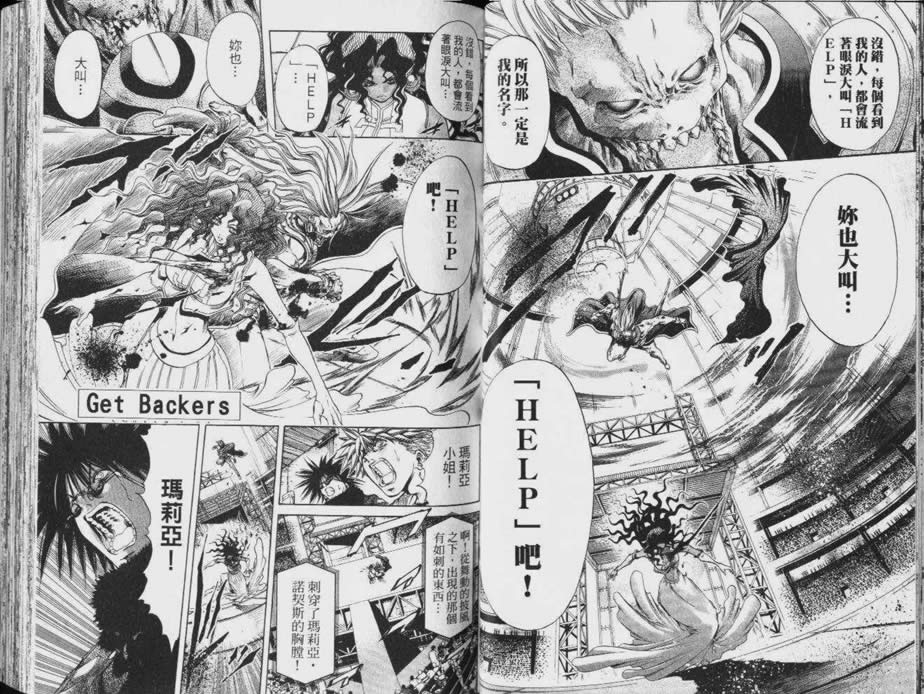 沒錯，每個看到
我的人，都會流
著眼淚大叫「H
ELP」，
所以那一定是
我的名字。
妳也大叫…
「HELP」吧！
沒錯，每個看到
我的人，都會流
著眼淚大叫…
「HELP
」…
妳也…
大叫…
「HELP」
吧！
Get Backers
瑪莉亞
小姐！
啊！從舞動的披風
之下，出現的那個
有如刺的東西…
刺穿了瑪莉亞·
諾契斯的胸膛！
瑪莉亞！